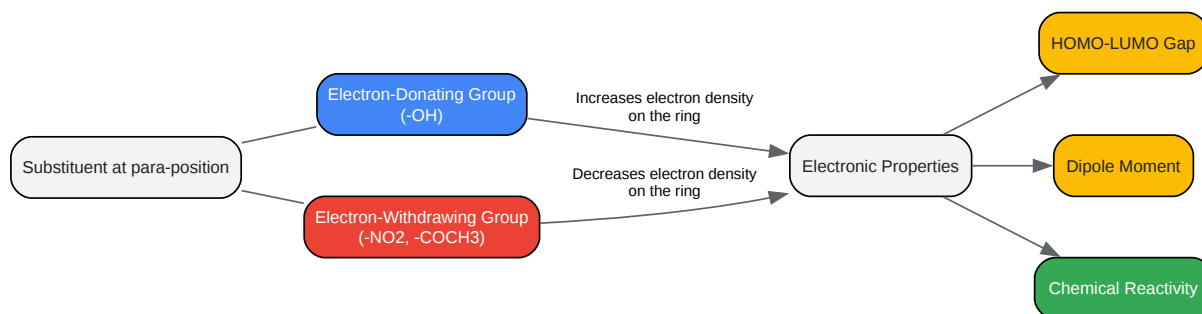 Substituent at para-position
Electron-Donating Group
(-OH)
Electron-Withdrawing Group
(-NO2, -COCH3)
Increases electron density
on the ring
Decreases electron density
on the ring
Electronic Properties
HOMO-LUMO Gap
Dipole Moment
Chemical Reactivity